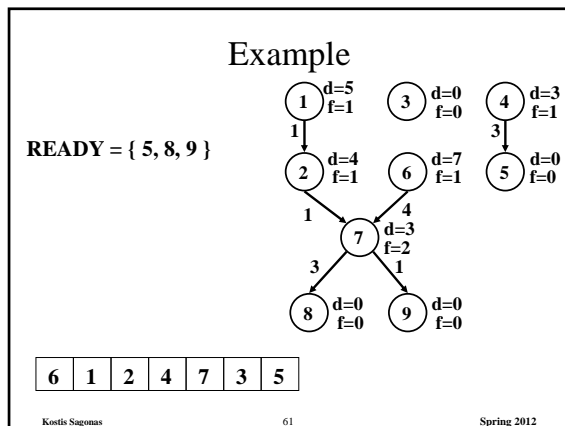 Example
1 d=5 f=1
3 d=0 f=0
4 d=3 f=1
1
3
READY = { 5, 8, 9 }
2 d=4 f=1
6 d=7 f=1
5 d=0 f=0
1
4
7 d=3 f=2
3
1
8 d=0 f=0
9 d=0 f=0
6 1 2 4 7 3 5
Kostis Sagonas 61 Spring 2012